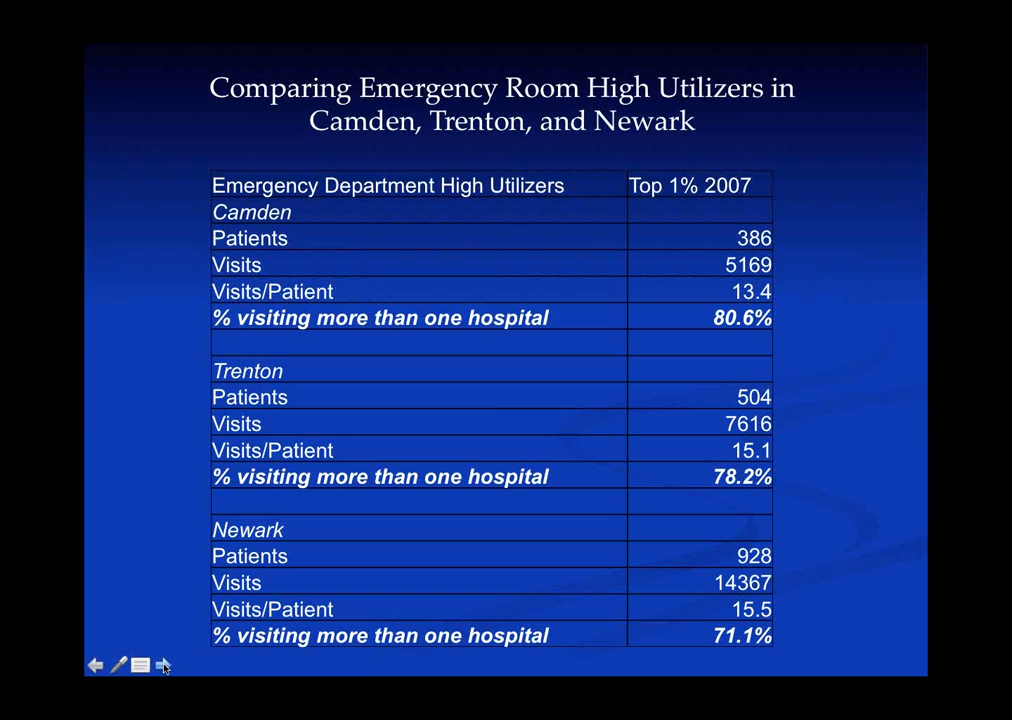 Comparing Emergency Room High Utilizers in
Camden, Trenton, and Newark
Emergency Department High Utilizers Top 1% 2007
Camden
Patients 386
Visits 5169
Visits/Patient 13.4
% visiting more than one hospital 80.6%
Trenton
Patients 504
Visits 7616
Visits/Patient 15.1
% visiting more than one hospital 78.2%
Newark
Patients 928
Visits 14367
Visits/Patient 15.5
% visiting more than one hospital 71.1%